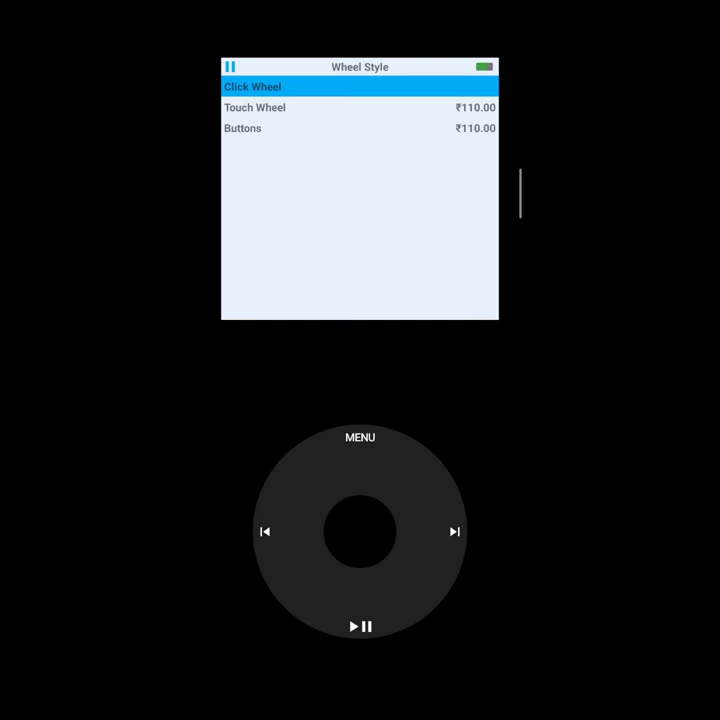 Wheel Style
Click Wheel
Touch Wheel ₹110.00
Buttons ₹110.00
MENU